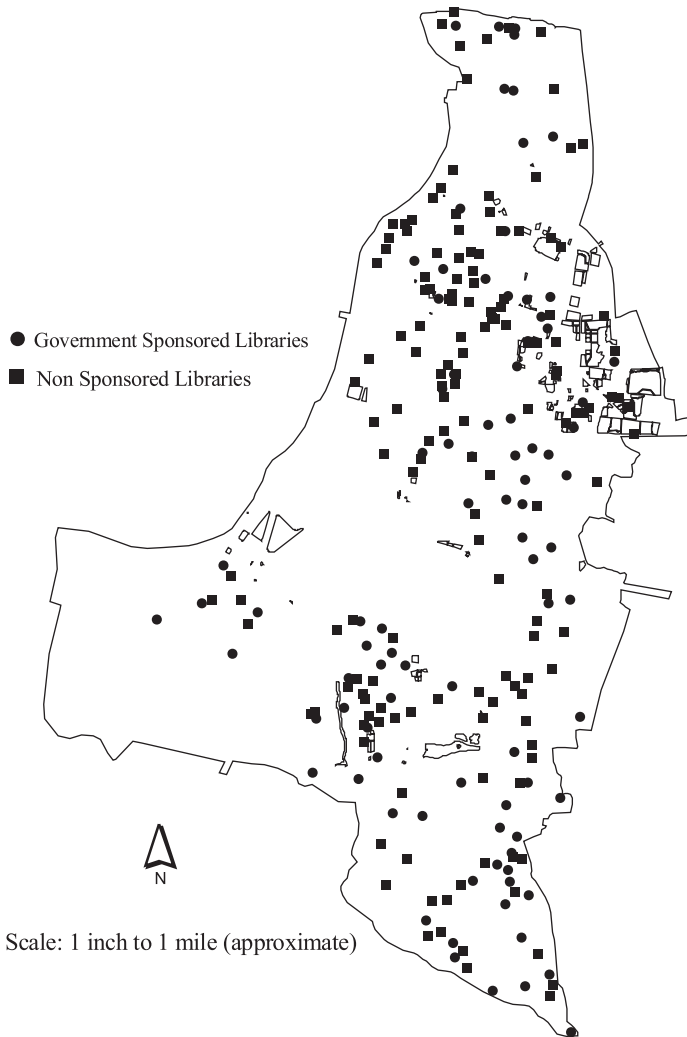 Government Sponsored Libraries
Non Sponsored Libraries
N
Scale: 1 inch to 1 mile (approximate)